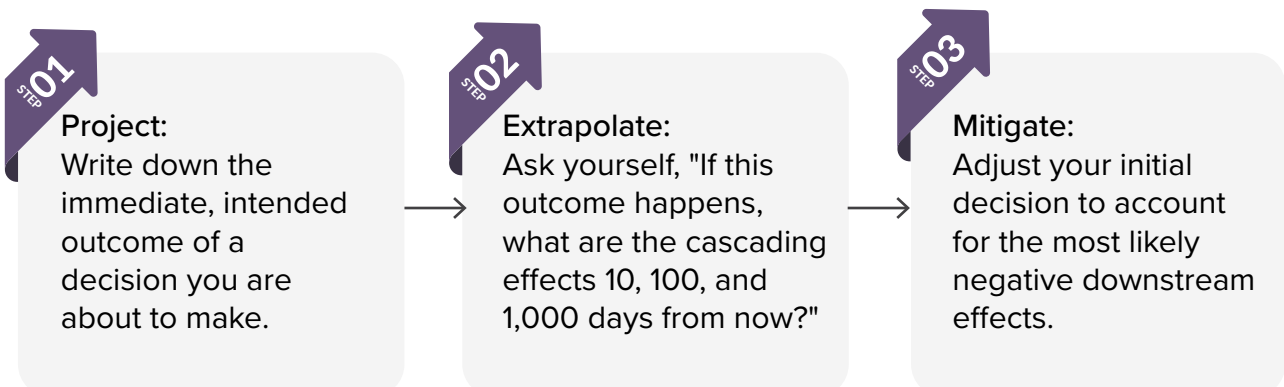 STEP 01
Project:
Write down the
immediate, intended
outcome of a
decision you are
about to make.
STEP 02
Extrapolate:
Ask yourself, "If this
outcome happens,
what are the cascading
effects 10, 100, and
1,000 days from now?"
STEP 03
Mitigate:
Adjust your initial
decision to account
for the most likely
negative downstream
effects.